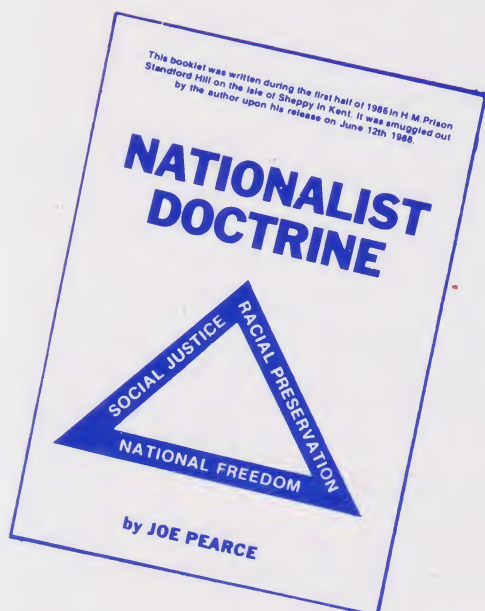 This booklet was written during the first half of 1986 in H M. Prison
Standford Hill on the Isle of Sheppy in Kent. It was smuggled out
by the author upon his release on June 12th 1986.
NATIONALIST
DOCTRINE
SOCIAL JUSTICE
RACIAL PRESERVATION
NATIONAL FREEDOM
by JOE PEARCE